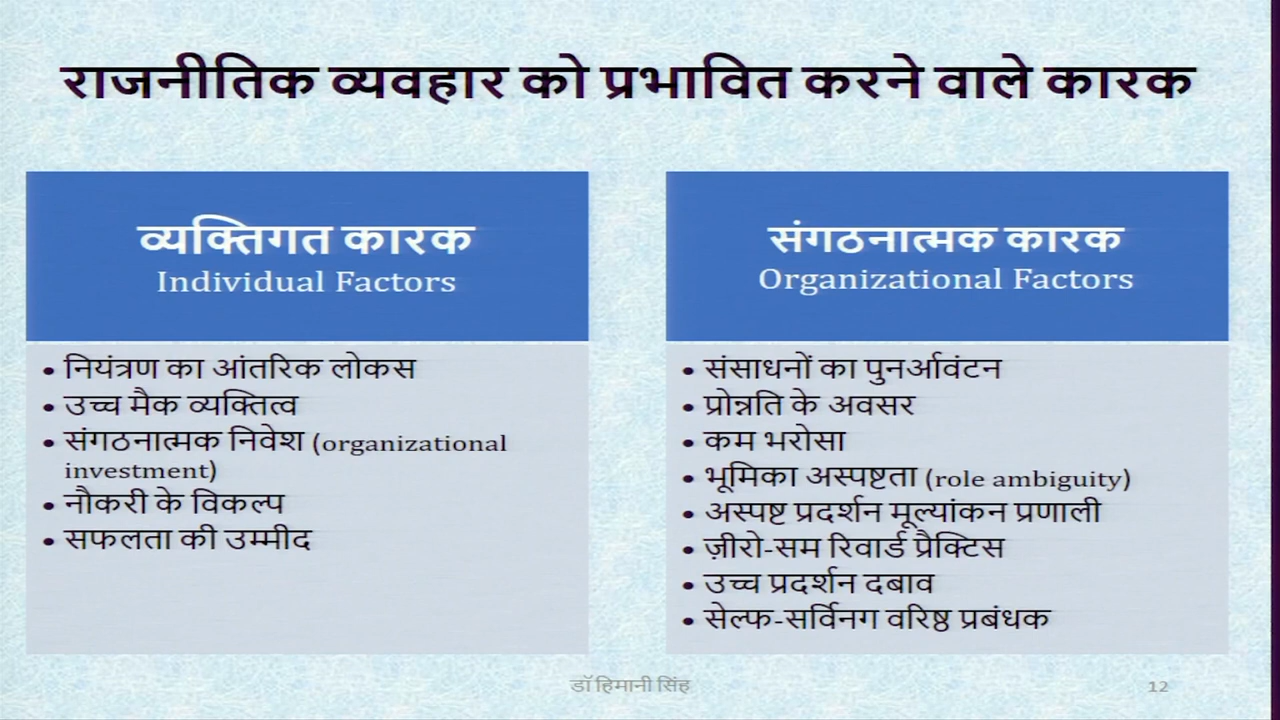 राजनीतिक व्यवहार को प्रभावित करने वाले कारक
व्यक्तिगत कारक
Individual Factors
• नियंत्रण का आंतरिक लोकस
• उच्च मैक व्यक्तित्व
• संगठनात्मक निवेश (organizational
investment)
• नौकरी के विकल्प
• सफलता की उम्मीद
संगठनात्मक कारक
Organizational Factors
• संसाधनों का पुनर्आवंटन
• प्रोन्नति के अवसर
• कम भरोसा
• भूमिका अस्पष्टता (role ambiguity)
• अस्पष्ट प्रदर्शन मूल्यांकन प्रणाली
• ज़ीरो-सम रिवार्ड प्रैक्टिस
• उच्च प्रदर्शन दबाव
• सेल्फ-सर्विनग वरिष्ठ प्रबंधक
डॉ हिमानी सिंह
12